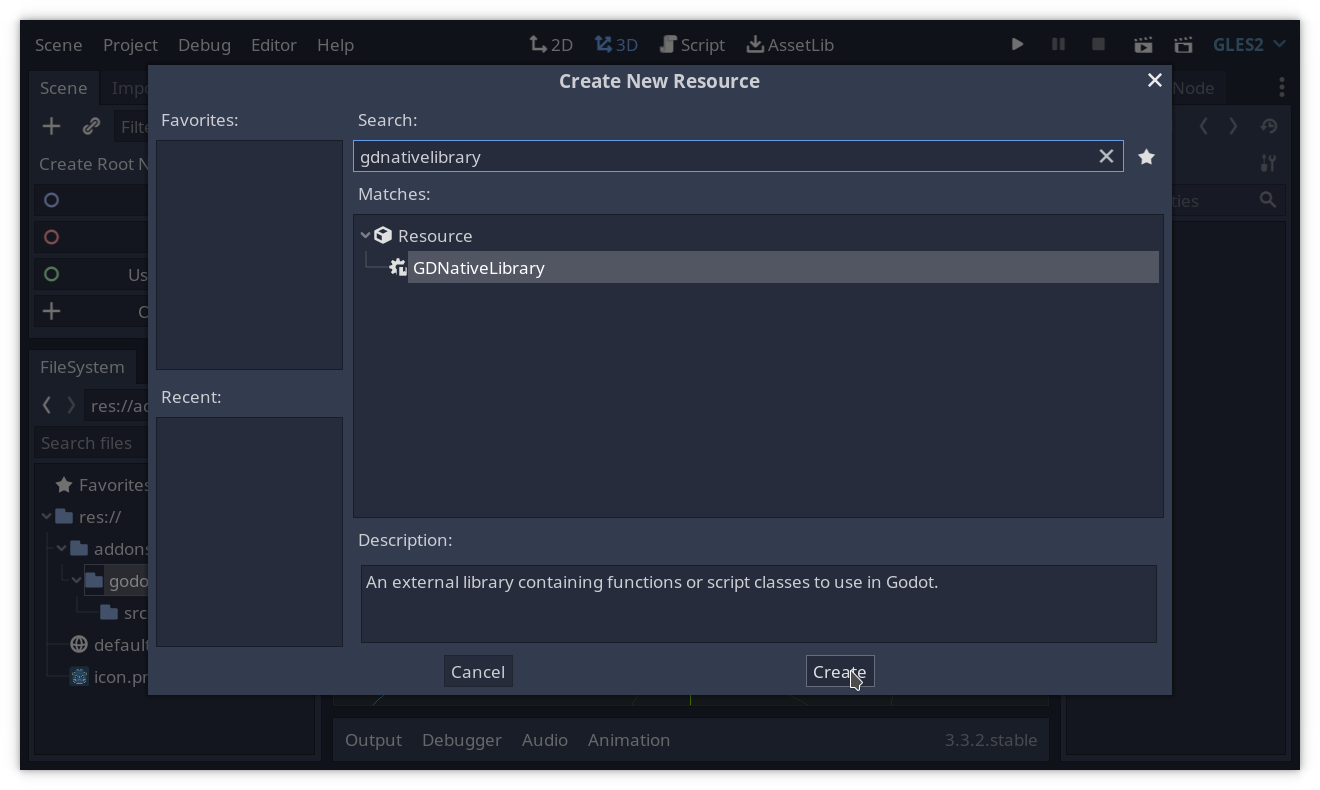 Scene Project Debug Editor Help 2D 3D Script AssetLib GLES2
Create New Resource
Scene Impo Node
Favorites:
Search:
Filte
gdnativelibrary
Create Root N
Matches:
ties
Resource
GDNativeLibrary
Us
C
FileSystem
Recent:
res://ad
Search files
Favorites
res://
addons
Description:
godo
An external library containing functions or script classes to use in Godot.
src
default
Cancel Create
icon.pn
Output Debugger Audio Animation 3.3.2.stable